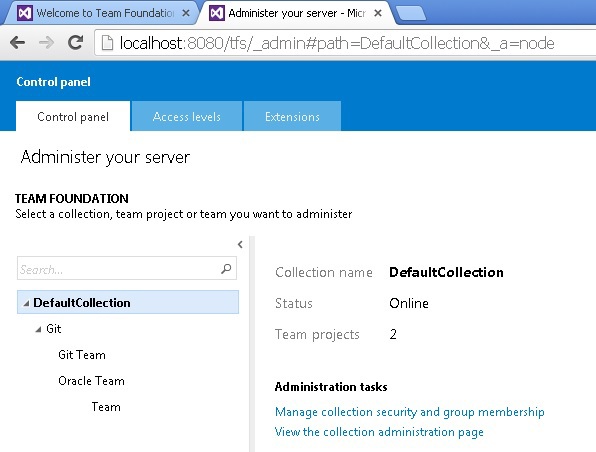 Welcome to Team Foundatio
Administer your server - Micr
localhost:8080/tfs/_admin#path=DefaultCollection&_a=node
Control panel
Control panel
Access levels
Extensions
Administer your server
TEAM FOUNDATION
Select a collection, team project or team you want to administer
Search...
DefaultCollection
Git
Git Team
Oracle Team
Team
Collection name DefaultCollection
Status Online
Team projects 2
Administration tasks
Manage collection security and group membership
View the collection administration page